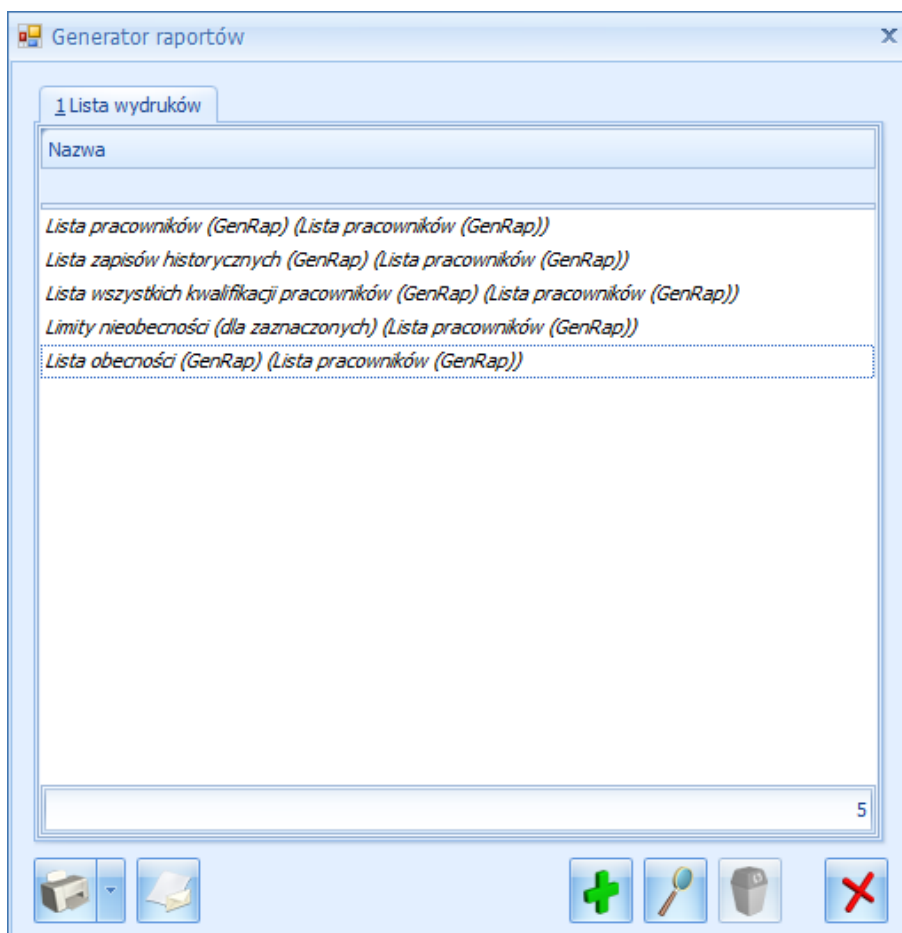 Generator raportów
1 Lista wydruków
Nazwa
Lista pracowników (GenRap) (Lista pracowników (GenRap))
Lista zapisów historycznych (GenRap) (Lista pracowników (GenRap))
Lista wszystkich kwalifikacji pracowników (GenRap) (Lista pracowników (GenRap))
Limity nieobecności (dla zaznaczonych) (Lista pracowników (GenRap))
Lista obecności (GenRap) (Lista pracowników (GenRap))
5